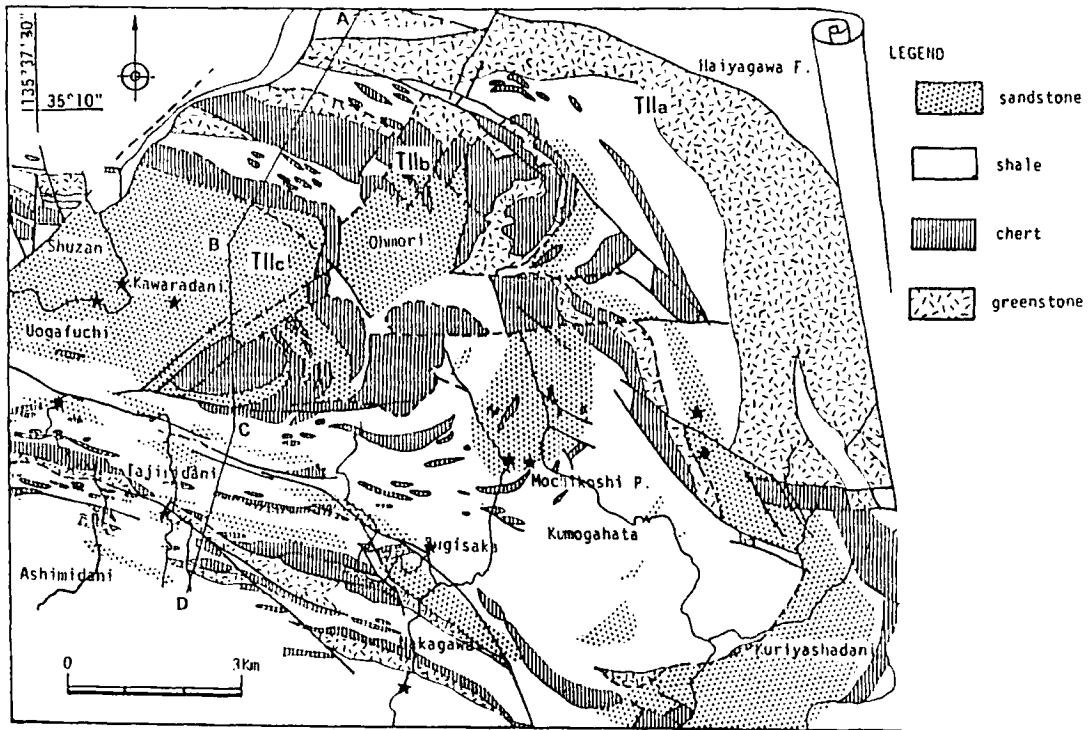 A
135°37'30"
35°10"
Haiyagawa F.
LEGEND
sandstone
shale
chert
greenstone
TIIa
TIIb
Ohmori
B
TIIc
Shuzan
Kawaradani
Uogafuchi
C
Tajiridani
Mochikoshi P.
Kumogahata
Sugisaka
Ashimidani
D
Nakagawa
Kuriyashadani
0
3Km